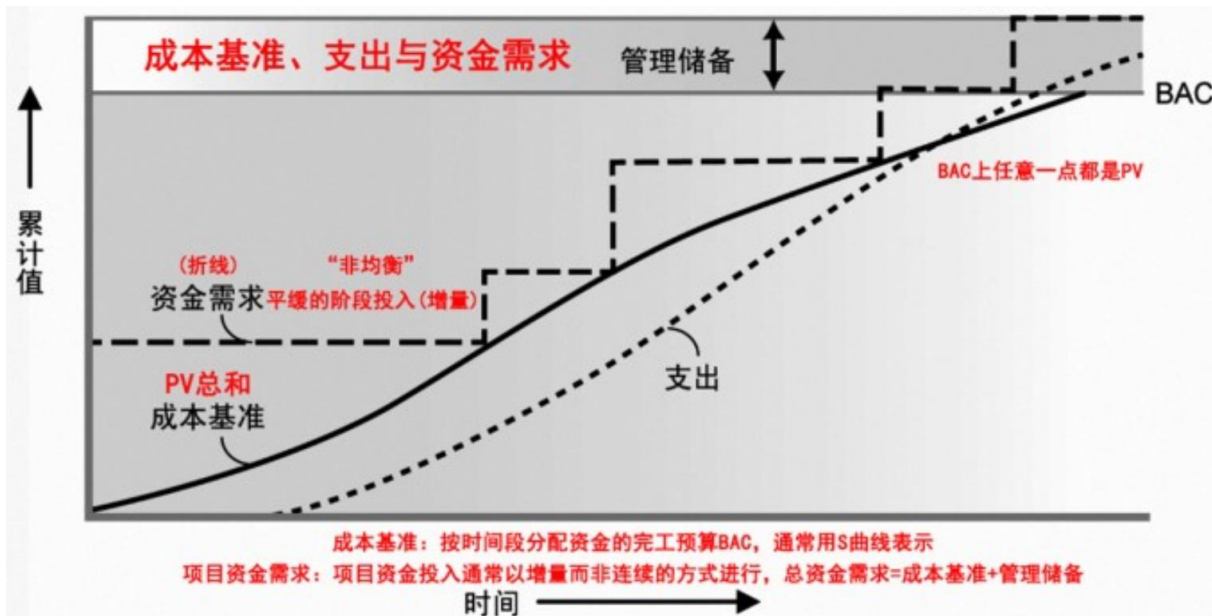 成本基准、支出与资金需求
管理储备
BAC
BAC上任意一点都是PV
累计值
(折线) “非均衡”
资金需求 平缓的阶段投入(增量)
PV总和
成本基准
支出
成本基准: 按时间段分配资金的完工预算BAC, 通常用S曲线表示
项目资金需求: 项目资金投入通常以增量而非连续的方式进行, 总资金需求=成本基准+管理储备
时间